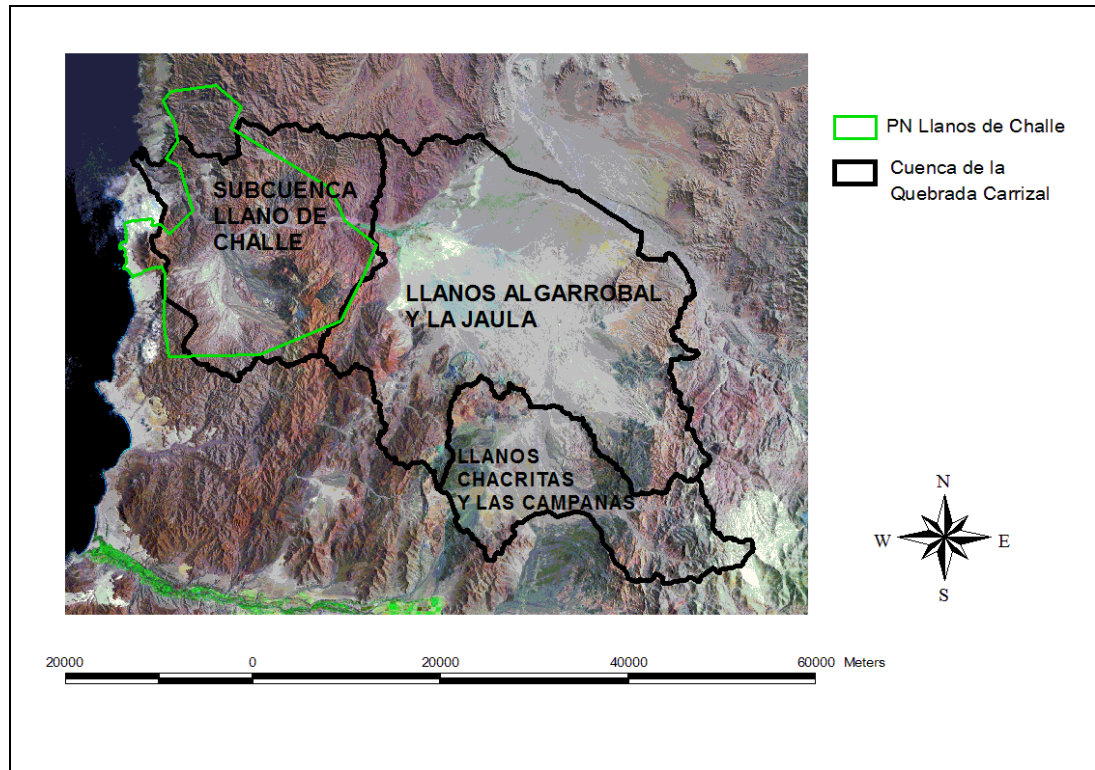 SUBCUENCA
LLANO DE
CHALLE
LLANOS ALGARROBAL
Y LA JAULA
LLANOS
CHACRITAS
Y LAS CAMPANAS
PN Llanos de Challe
Cuenca de la
Quebrada Carrizal
N
W
E
S
20000 0 20000 40000 60000 Meters